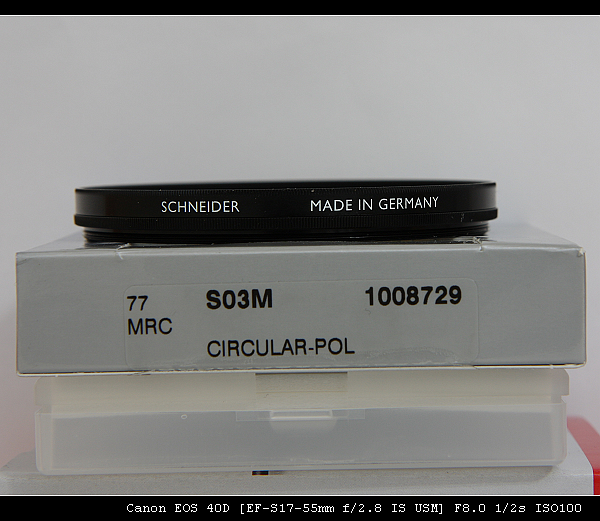 SCHNEIDER MADE IN GERMANY
77 S03M 1008729
MRC
CIRCULAR-POL
Canon EOS 40D [EF-S17-55mm f/2.8 IS USM] F8.0 1/2s ISO100